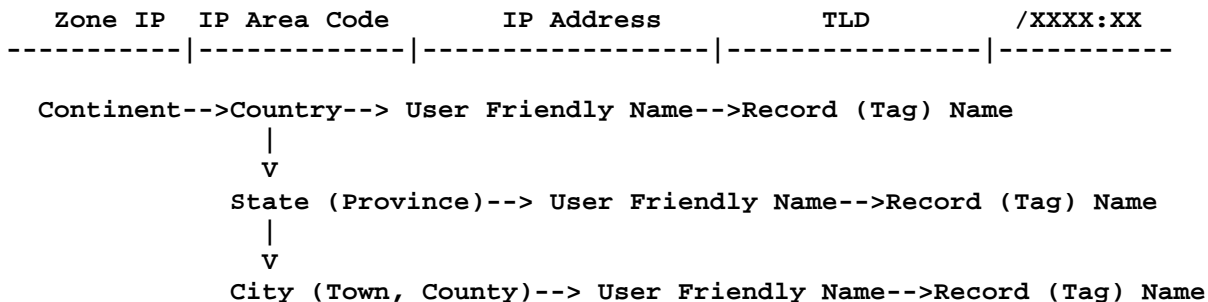 Zone IP IP Area Code IP Address TLD /XXXX:XX
-----------|-------------|------------------|----------------|-----------
Continent-->Country--> User Friendly Name-->Record (Tag) Name
|
V
State (Province)--> User Friendly Name-->Record (Tag) Name
|
V
City (Town, County)--> User Friendly Name-->Record (Tag) Name